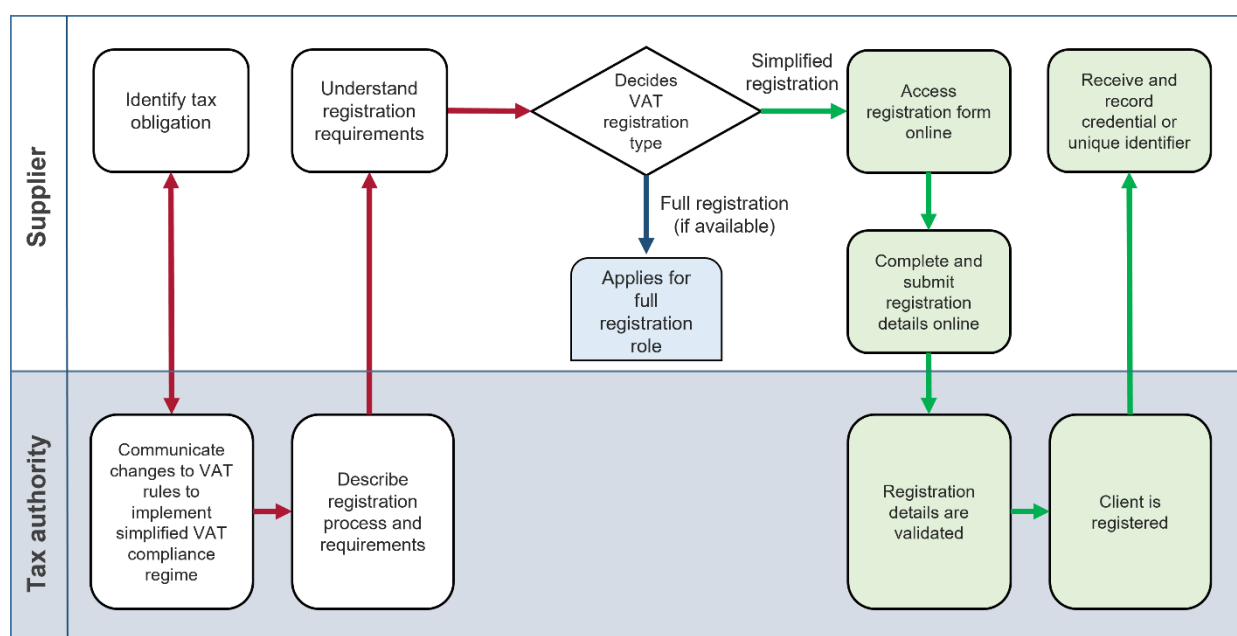 Supplier
Identify tax
obligation
Understand
registration
requirements
Decides
VAT
registration
type
Simplified
registration
Access
registration form
online
Receive and
record
credential or
unique identifier
Full registration
(if available)
Applies for
full
registration
role
Complete and
submit
registration
details online
Tax authority
Communicate
changes to VAT
rules to
implement
simplified VAT
compliance
regime
Describe
registration
process and
requirements
Registration
details are
validated
Client is
registered